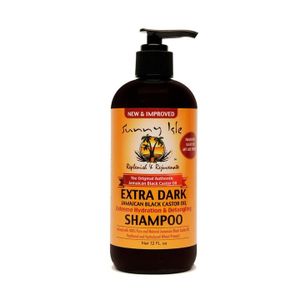 NEW & IMPROVED
Sunny Isle
Replenish & Rejuvenate
The Original Authentic
Jamaican Black Castor Oil
EXTRA DARK
JAMAICAN BLACK CASTOR OIL
Extreme Hydration & Detangling
SHAMPOO
Net 12 fl. oz